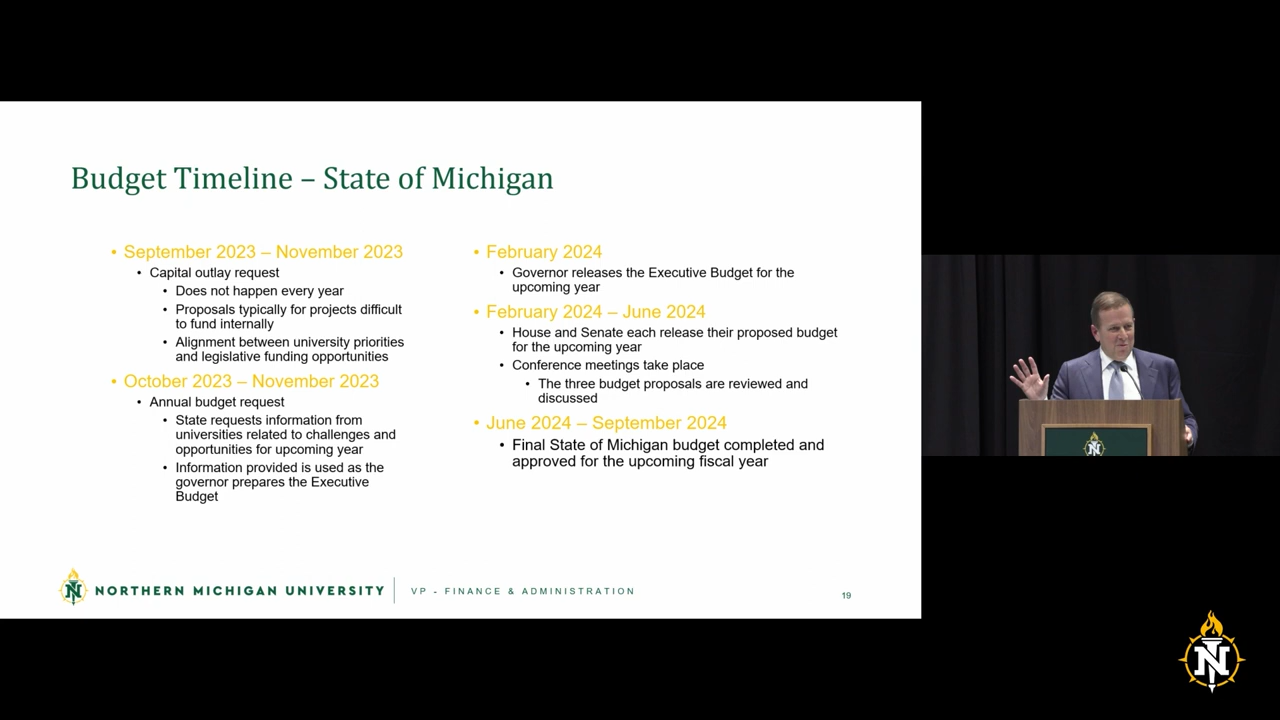 Budget Timeline – State of Michigan
• September 2023 – November 2023
• Capital outlay request
• Does not happen every year
• Proposals typically for projects difficult
to fund internally
• Alignment between university priorities
and legislative funding opportunities
• October 2023 – November 2023
• Annual budget request
• State requests information from
universities related to challenges and
opportunities for upcoming year
• Information provided is used as the
governor prepares the Executive
Budget
• February 2024
• Governor releases the Executive Budget for the
upcoming year
• February 2024 – June 2024
• House and Senate each release their proposed budget
for the upcoming year
• Conference meetings take place
• The three budget proposals are reviewed and
discussed
• June 2024 – September 2024
• Final State of Michigan budget completed and
approved for the upcoming fiscal year
N
NORTHERN MICHIGAN UNIVERSITY
VP - FINANCE & ADMINISTRATION
19
N
N